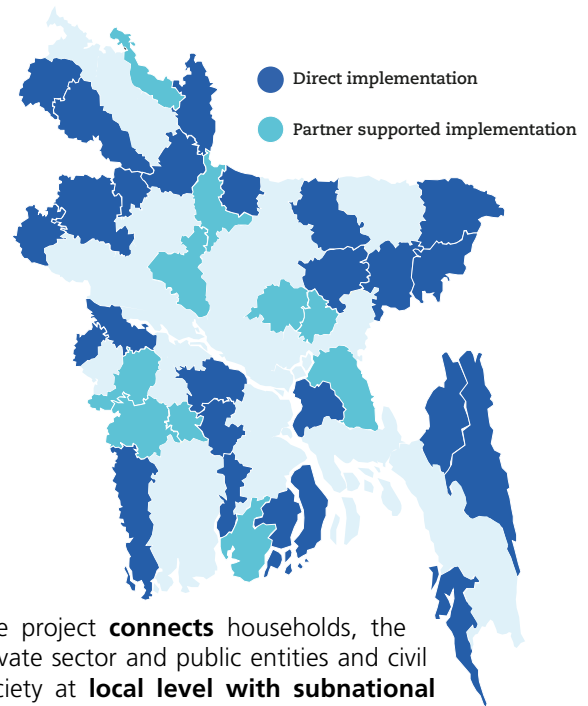 Direct implementation
Partner supported implementation
e project connects households, the
vate sector and public entities and civil
ciety at local level with subnational